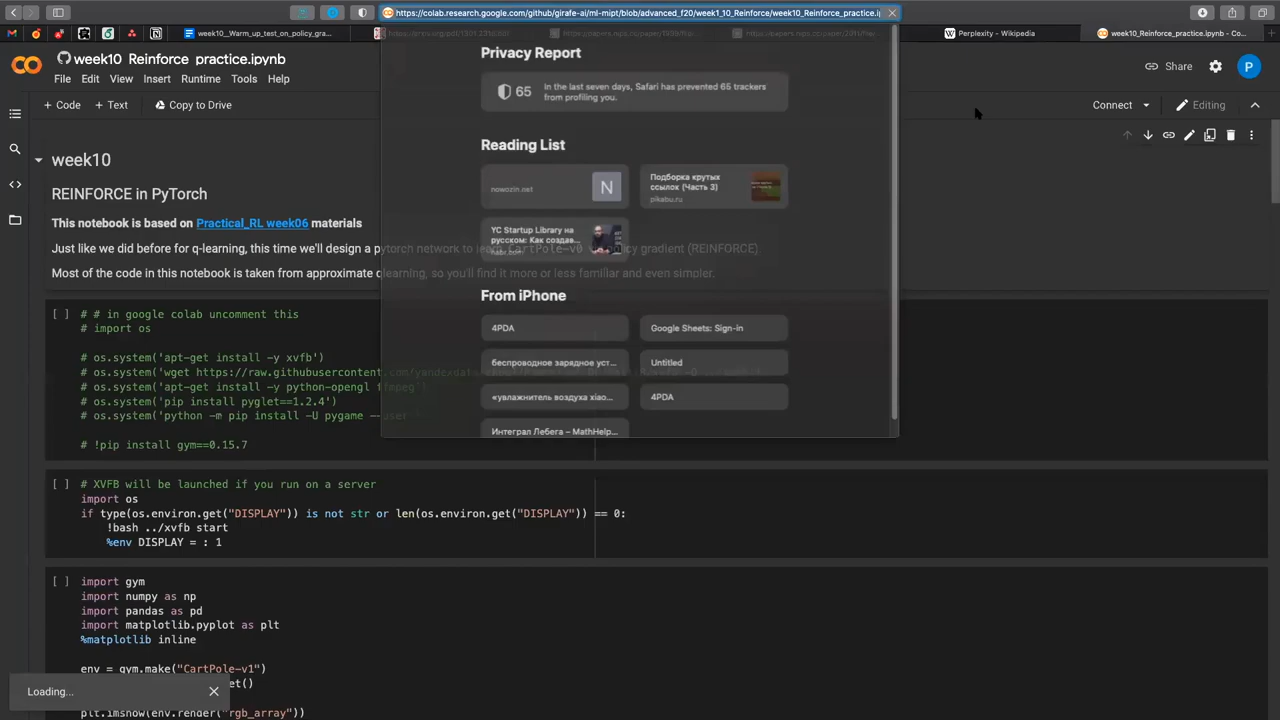 https://colab.research.google.com/github/girafe-ai/ml-mipt/blob/advanced_f20/week1_10_Reinforce/week10_Reinforce_practice.i
week10__Warm_up_test_on_policy_gra...
Perplexity - Wikipedia
week10_Reinforce_practice.ipynb - Co...
week10_Reinforce_practice.ipynb
Share
P
File Edit View Insert Runtime Tools Help
+ Code + Text Copy to Drive
Connect
Editing
Privacy Report
65
In the last seven days, Safari has prevented 65 trackers
from profiling you.
Reading List
nowozin.net
N
Подборка крутых
ссылок (Часть 3)
pikabu.ru
YC Startup Library на
русском: Как создав...
habr.com
From iPhone
4PDA
Google Sheets: Sign-in
беспроводное зарядное уст...
Untitled
«увлажнитель воздуха xiao...
4PDA
Интеграл Лебега – MathHelp...
week10
REINFORCE in PyTorch
This notebook is based on Practical_RL week06 materials
Just like we did before for q-learning, this time we'll design a pytorch network to learn CartPole-v0 policy gradient (REINFORCE)
Most of the code in this notebook is taken from approximate qlearning, so you'll find it more or less familiar and even simpler.
[ ] # # in google colab uncomment this
# import os
# os.system('apt-get install -y xvfb')
# os.system('wget https://raw.githubusercontent.com/yandexdata
# os.system('apt-get install -y python-opengl ffmpeg')
# os.system('pip install pyglet==1.2.4')
# os.system('python -m pip install -U pygame --user
# !pip install gym==0.15.7
[ ] # XVFB will be launched if you run on a server
import os
if type(os.environ.get("DISPLAY")) is not str or len(os.environ.get("DISPLAY")) == 0:
!bash ../xvfb start
%env DISPLAY = : 1
[ ] import gym
import numpy as np
import pandas as pd
import matplotlib.pyplot as plt
%matplotlib inline
env = gym.make("CartPole-v1")
et()
plt.imshow(env.render("rgb_array"))
Loading...